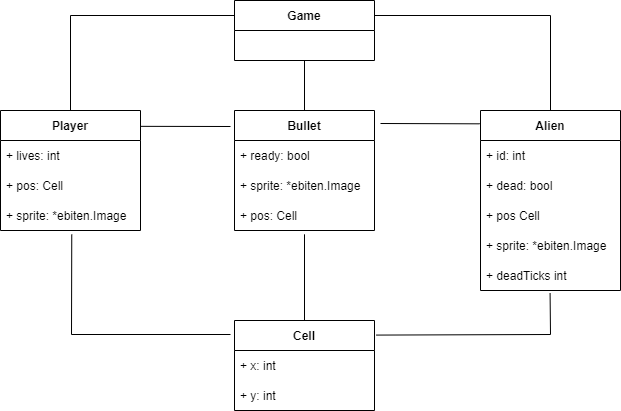 Game
Player
+ lives: int
+ pos: Cell
+ sprite: *ebiten.Image
Bullet
+ ready: bool
+ sprite: *ebiten.Image
+ pos: Cell
Alien
+ id: int
+ dead: bool
+ pos Cell
+ sprite: *ebiten.Image
+ deadTicks int
Cell
+ x: int
+ y: int